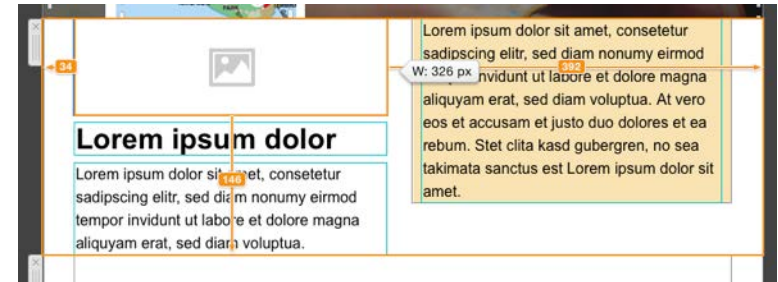 34
W: 326 px
392
Lorem ipsum dolor
Lorem ipsum dolor sit amet, consetetur
sadipscing elitr, sed diam nonumy eirmod
tempor invidunt ut labore et dolore magna
aliquyam erat, sed diam voluptua.
146
Lorem ipsum dolor sit amet, consetetur
sadipscing elitr, sed diam nonumy eirmod
invidunt ut labore et dolore magna
aliquyam erat, sed diam voluptua. At vero
eos et accusam et justo duo dolores et ea
rebum. Stet clita kasd gubergren, no sea
takimata sanctus est Lorem ipsum dolor sit
amet.